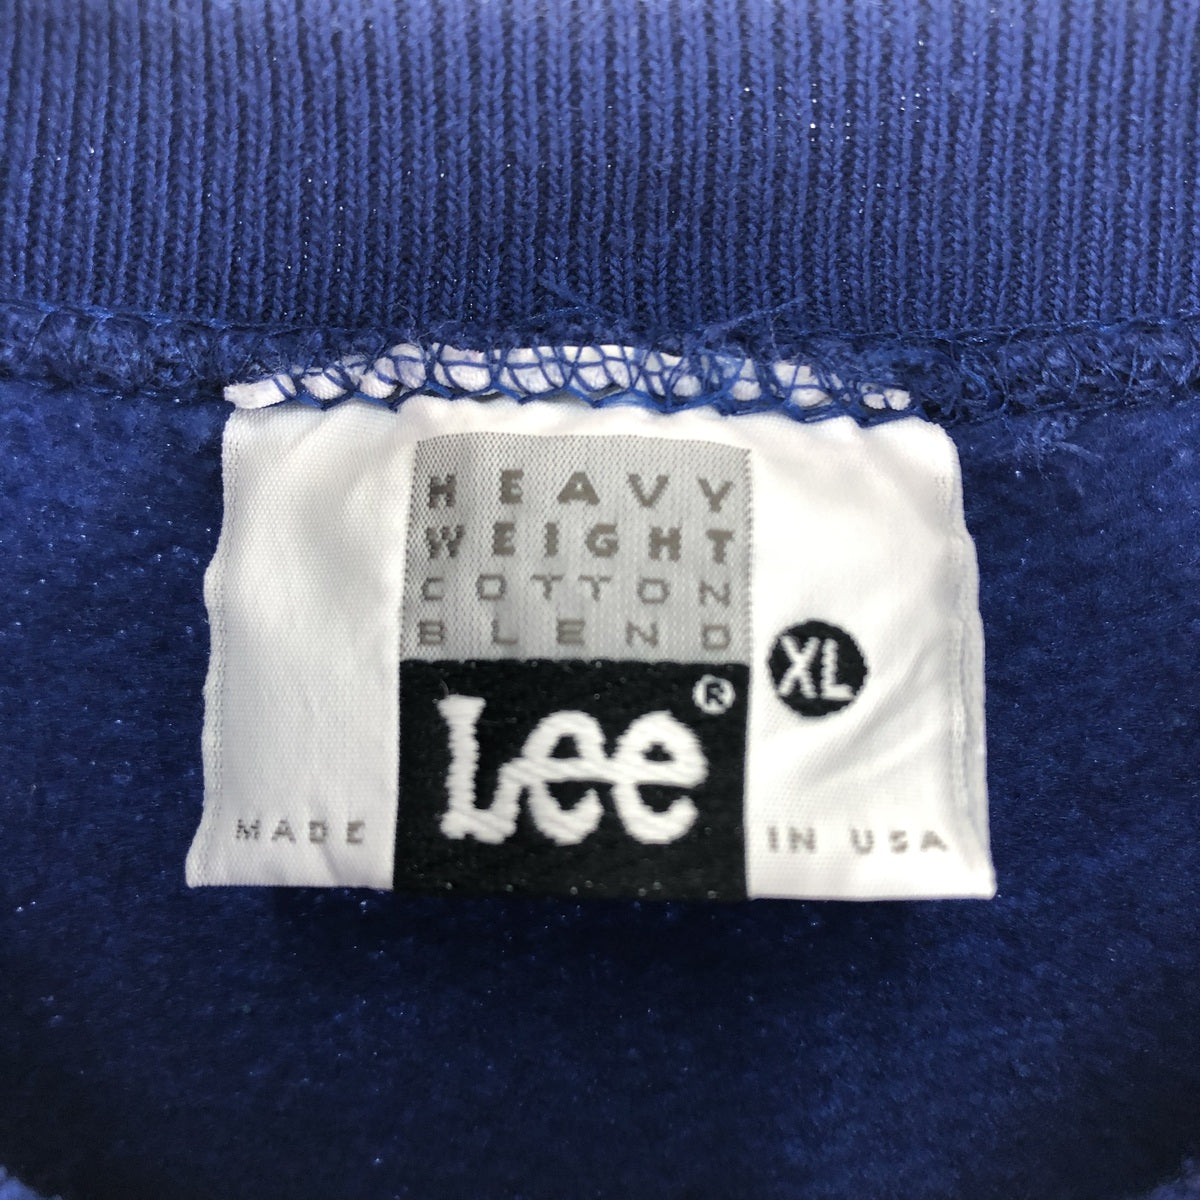 HEAVY
WEIGHT
COTTON
BLEND
Lee®
XL
MADE IN USA